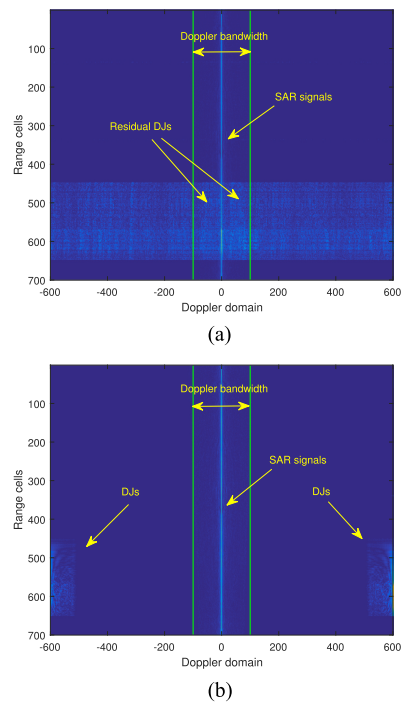 Doppler bandwidth
SAR signals
Residual DJs
Range cells
100
200
300
400
500
600
700
-600
-400
-200
0
200
400
600
Doppler domain
(a)
Doppler bandwidth
SAR signals
DJs
DJs
Range cells
100
200
300
400
500
600
700
-600
-400
-200
0
200
400
600
Doppler domain
(b)